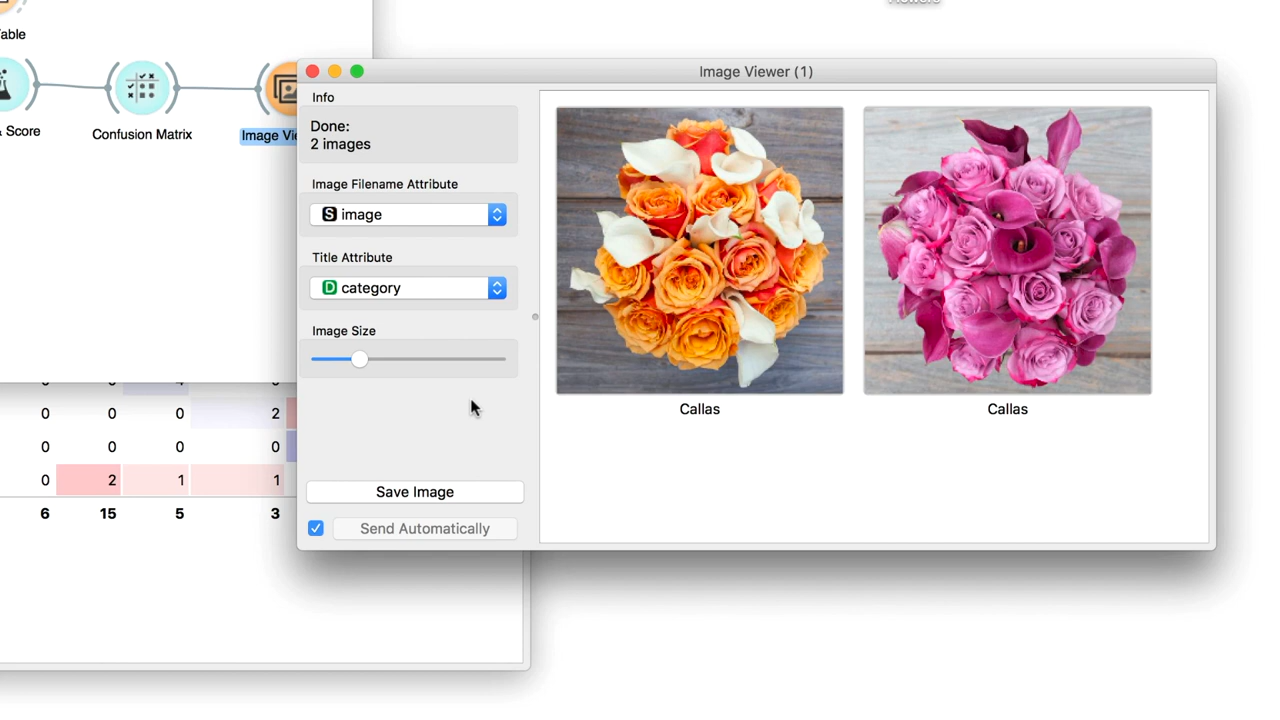 Image Viewer (1)
able
& Score
Confusion Matrix
Info
Done:
2 images
Image Filename Attribute
S image
Title Attribute
D category
Image Size
Save Image
Send Automatically
Callas
Callas
0 0 0 2
0 0 0 0
0 2 1 1
6 15 5 3